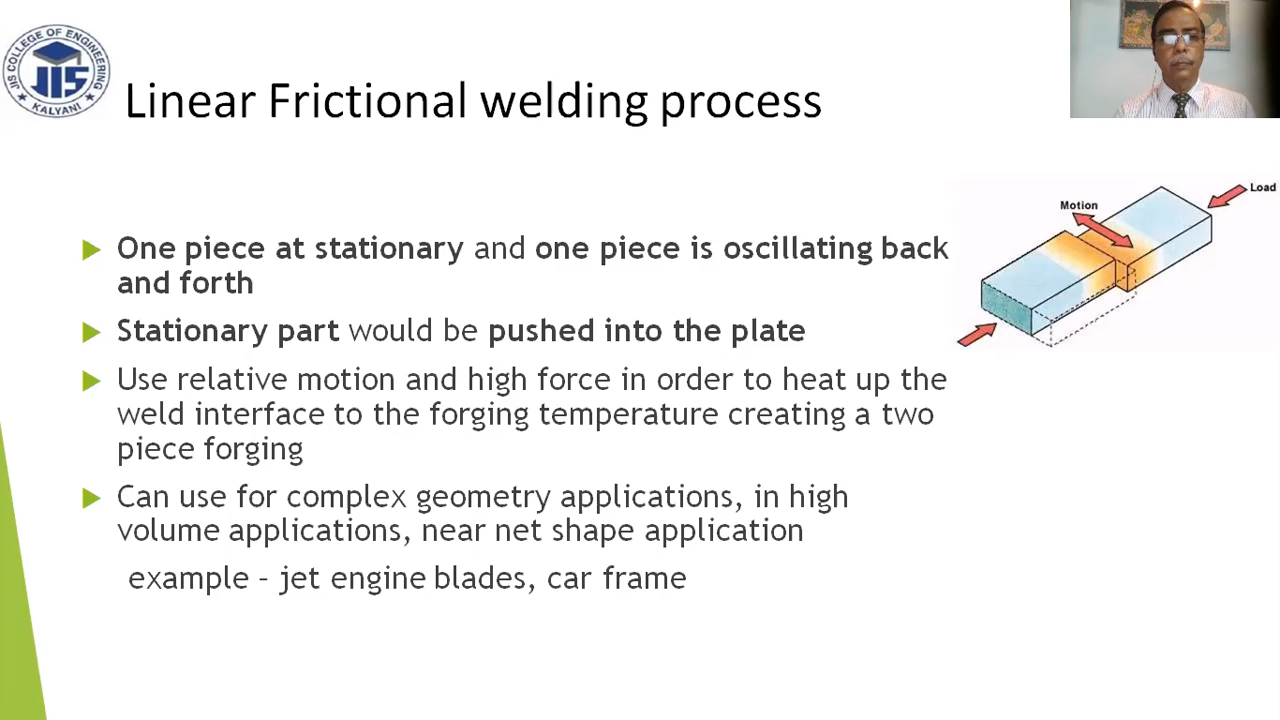 JIS COLLEGE OF ENGINEERING
JIS
KALYANI
Linear Frictional welding process
One piece at stationary and one piece is oscillating back
and forth
Stationary part would be pushed into the plate
Use relative motion and high force in order to heat up the
weld interface to the forging temperature creating a two
piece forging
Can use for complex geometry applications, in high
volume applications, near net shape application
example – jet engine blades, car frame
Motion
Load